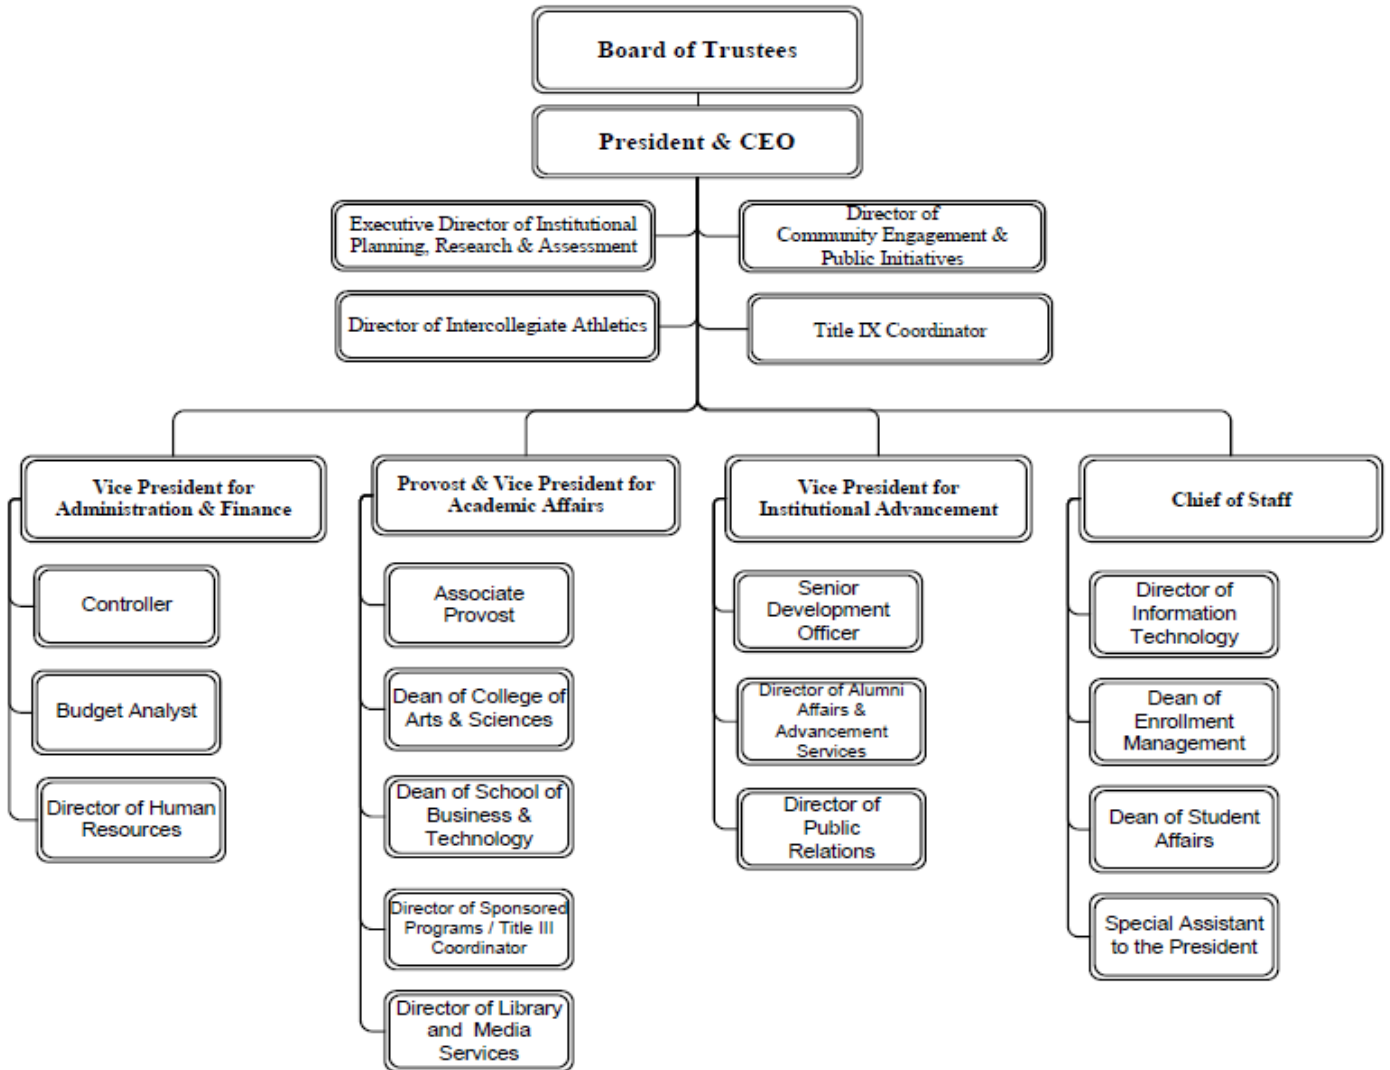 Board of Trustees
President & CEO
Executive Director of Institutional
Planning, Research & Assessment
Director of
Community Engagement &
Public Initiatives
Director of Intercollegiate Athletics
Title IX Coordinator
Vice President for
Administration & Finance
Controller
Budget Analyst
Director of Human
Resources
Provost & Vice President for
Academic Affairs
Associate
Provost
Dean of College of
Arts & Sciences
Dean of School of
Business &
Technology
Director of Sponsored
Programs / Title III
Coordinator
Director of Library
and Media
Services
Vice President for
Institutional Advancement
Senior
Development
Officer
Director of Alumni
Affairs &
Advancement
Services
Director of
Public
Relations
Chief of Staff
Director of
Information
Technology
Dean of
Enrollment
Management
Dean of Student
Affairs
Special Assistant
to the President